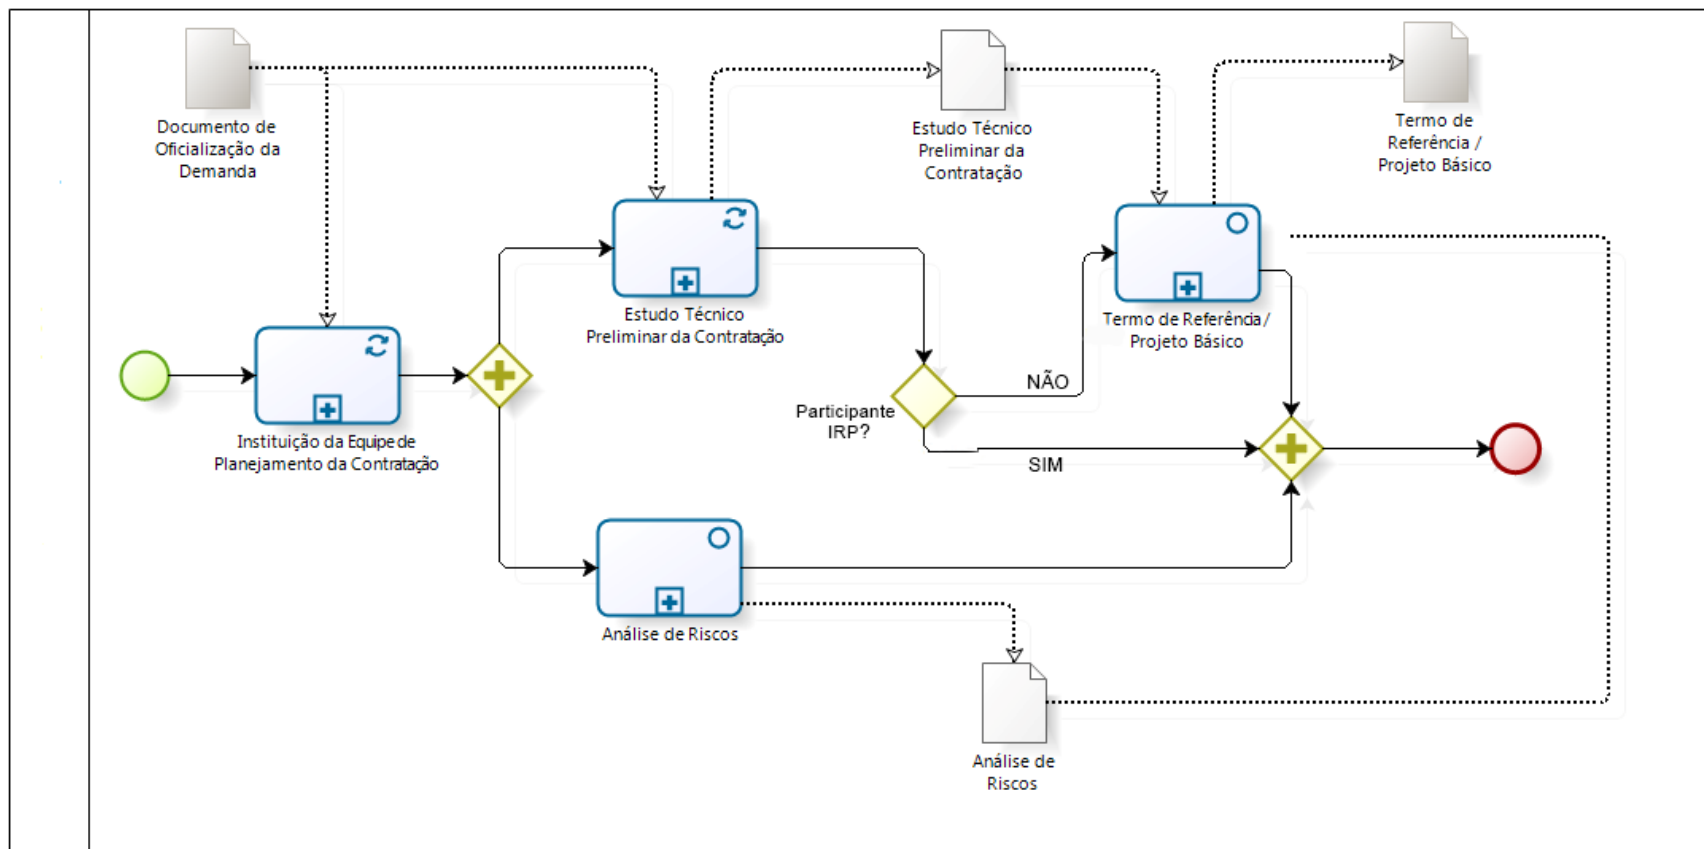 Documento de
Oficialização da
Demanda
Estudo Técnico
Preliminar da
Contratação
Termo de
Referência /
Projeto Básico
Estudo Técnico
Preliminar da Contratação
Termo de Referência/
Projeto Básico
NÃO
Participante
IRP?
SIM
Instituição da Equipe de
Planejamento da Contratação
Análise de Riscos
Análise de
Riscos